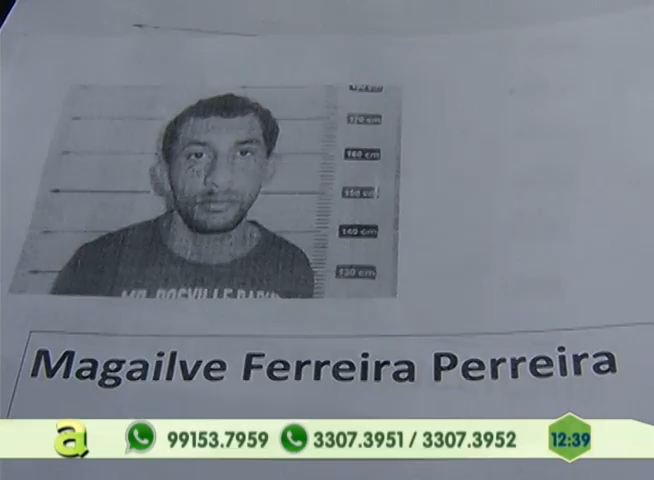 170 cm
160 cm
150 cm
140 cm
130 cm
Magailve Ferreira Perreira
a 99153.7959 3307.3951 / 3307.3952 12:39